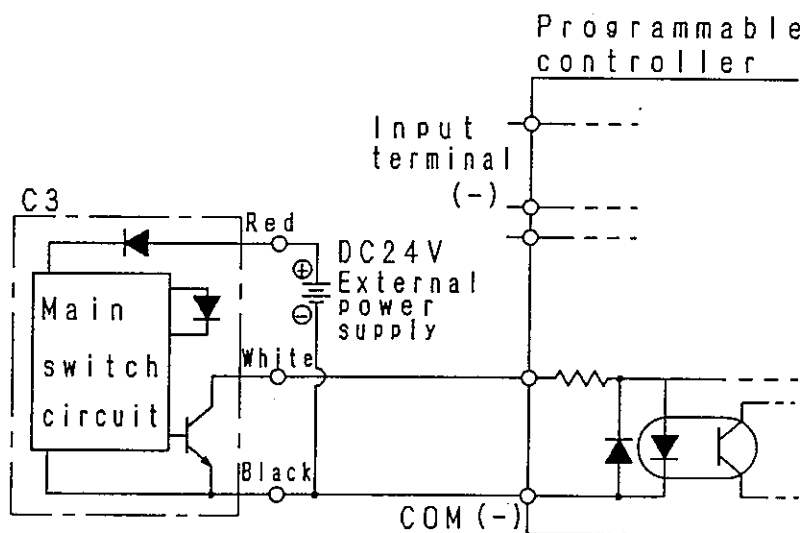 Programmable
controller
Input
terminal
(-)
C3
Red
DC24V
External
power
supply
⊕
⊖
Main
switch
circuit
White
Black
COM (-)